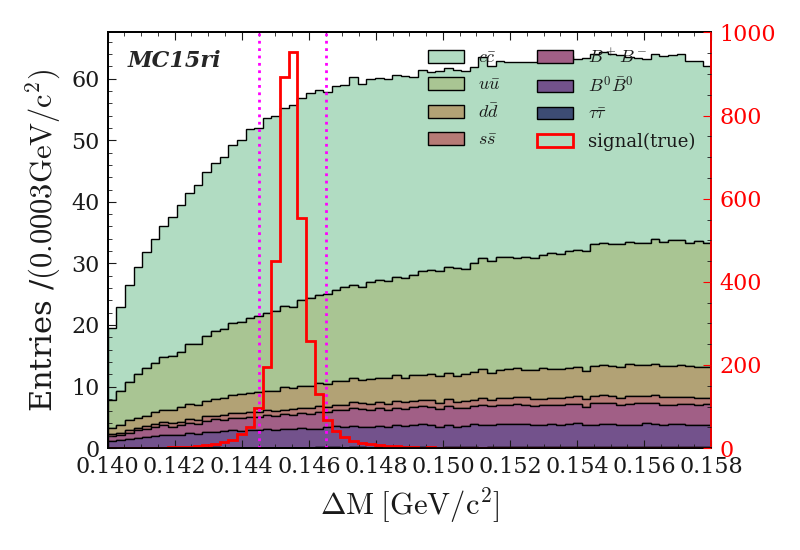 MC15ri
cc̄
uū
dd̄
ss̄
B⁺B⁻
B⁰B̄⁰
ττ̄
signal(true)
Entries /(0.0003GeV/c²)
60
50
40
30
20
10
0
1000
800
600
400
200
0
0.140 0.142 0.144 0.146 0.148 0.150 0.152 0.154 0.156 0.158
ΔM [GeV/c²]